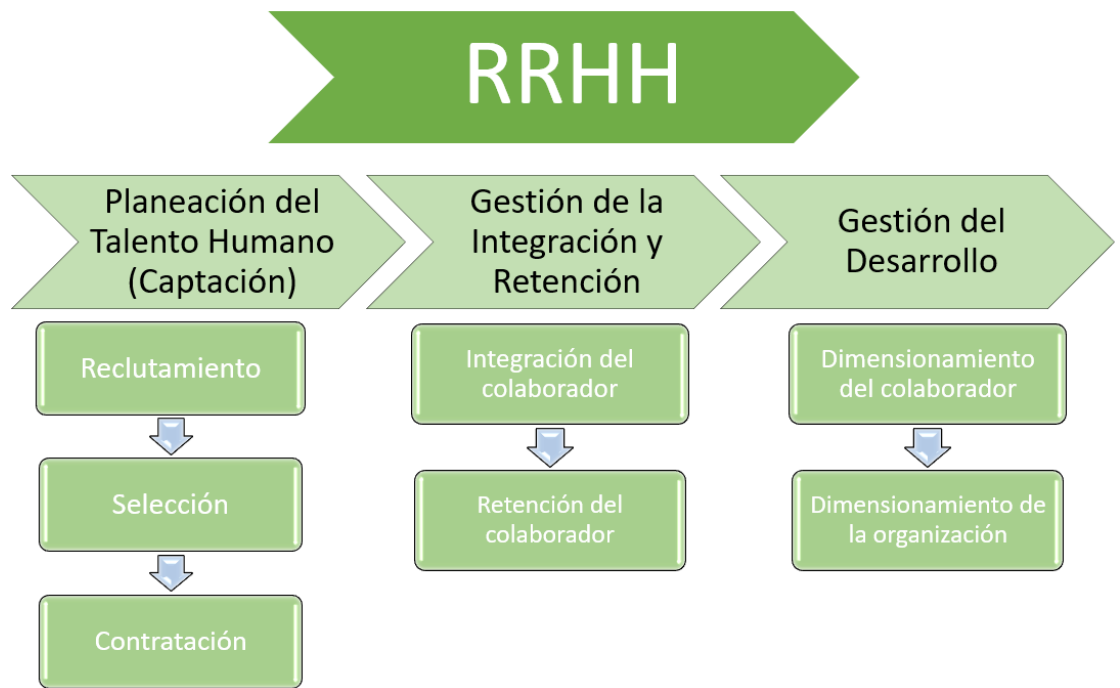 RRHH
Planeación del
Talento Humano
(Captación)
Gestión de la
Integración y
Retención
Gestión del
Desarrollo
Reclutamiento
Selección
Contratación
Integración del
colaborador
Retención del
colaborador
Dimensionamiento
del colaborador
Dimensionamiento de
la organización